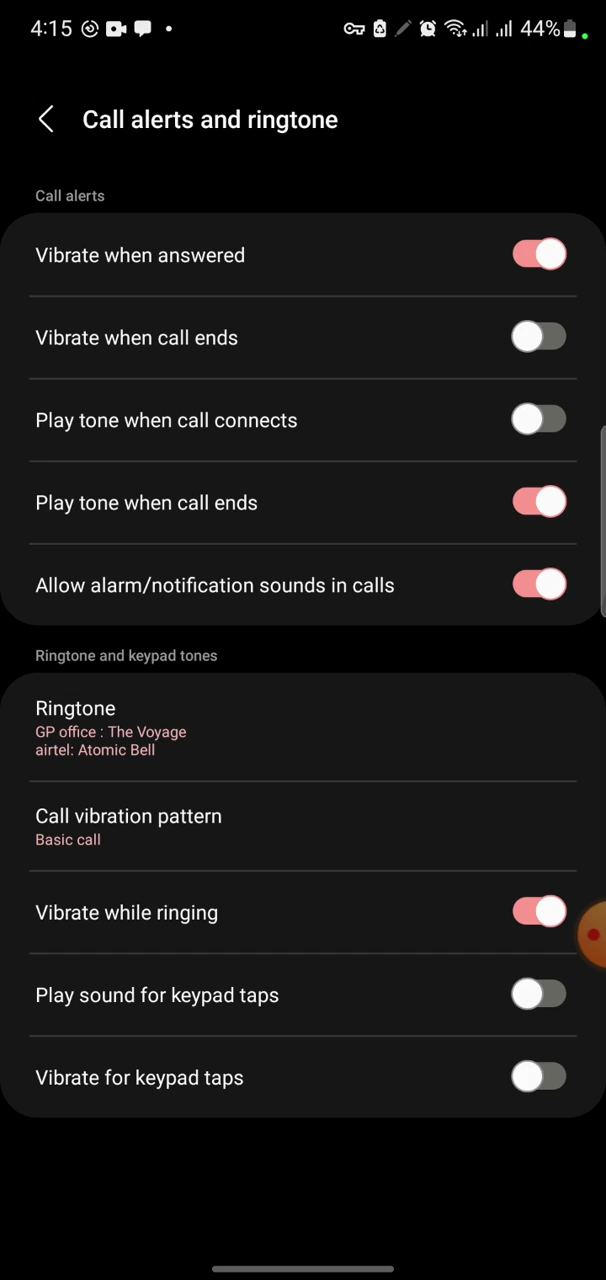 4:15 44%
Call alerts and ringtone
Call alerts
Vibrate when answered
Vibrate when call ends
Play tone when call connects
Play tone when call ends
Allow alarm/notification sounds in calls
Ringtone and keypad tones
Ringtone
GP office : The Voyage
airtel: Atomic Bell
Call vibration pattern
Basic call
Vibrate while ringing
Play sound for keypad taps
Vibrate for keypad taps